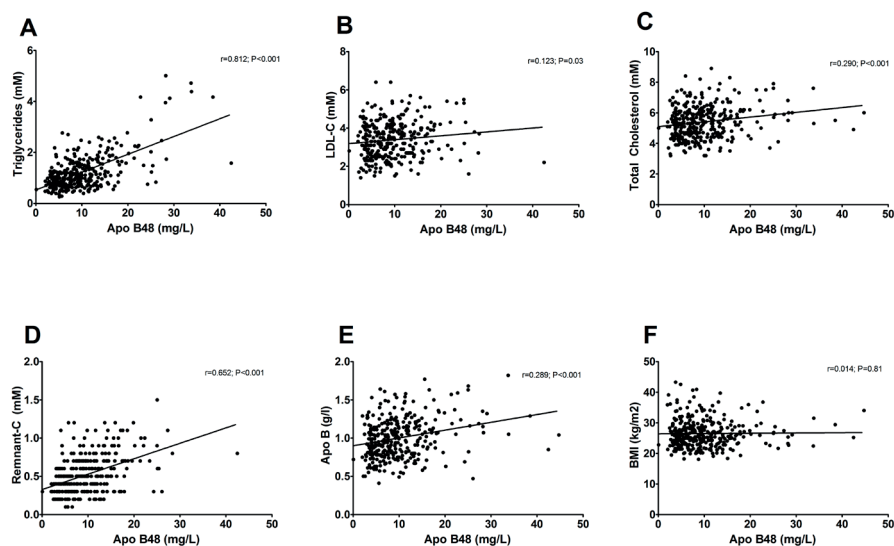 A
r=0.812; P<0.001
Triglycerides (mM)
6
4
2
0
0 10 20 30 40 50
Apo B48 (mg/L)
B
r=0.123; P=0.03
LDL-C (mM)
8
6
4
2
0
0 10 20 30 40 50
Apo B48 (mg/L)
C
r=0.290; P<0.001
Total Cholesterol (mM)
10
8
6
4
2
0
0 10 20 30 40 50
Apo B48 (mg/L)
D
r=0.652; P<0.001
Remnant-C (mM)
2.0
1.5
1.0
0.5
0.0
0 10 20 30 40 50
Apo B48 (mg/L)
E
r=0.289; P<0.001
Apo B (g/l)
2.0
1.5
1.0
0.5
0.0
0 10 20 30 40 50
Apo B48 (mg/L)
F
r=0.014; P=0.81
BMI (kg/m2)
50
40
30
20
10
0
0 10 20 30 40 50
Apo B48 (mg/L)